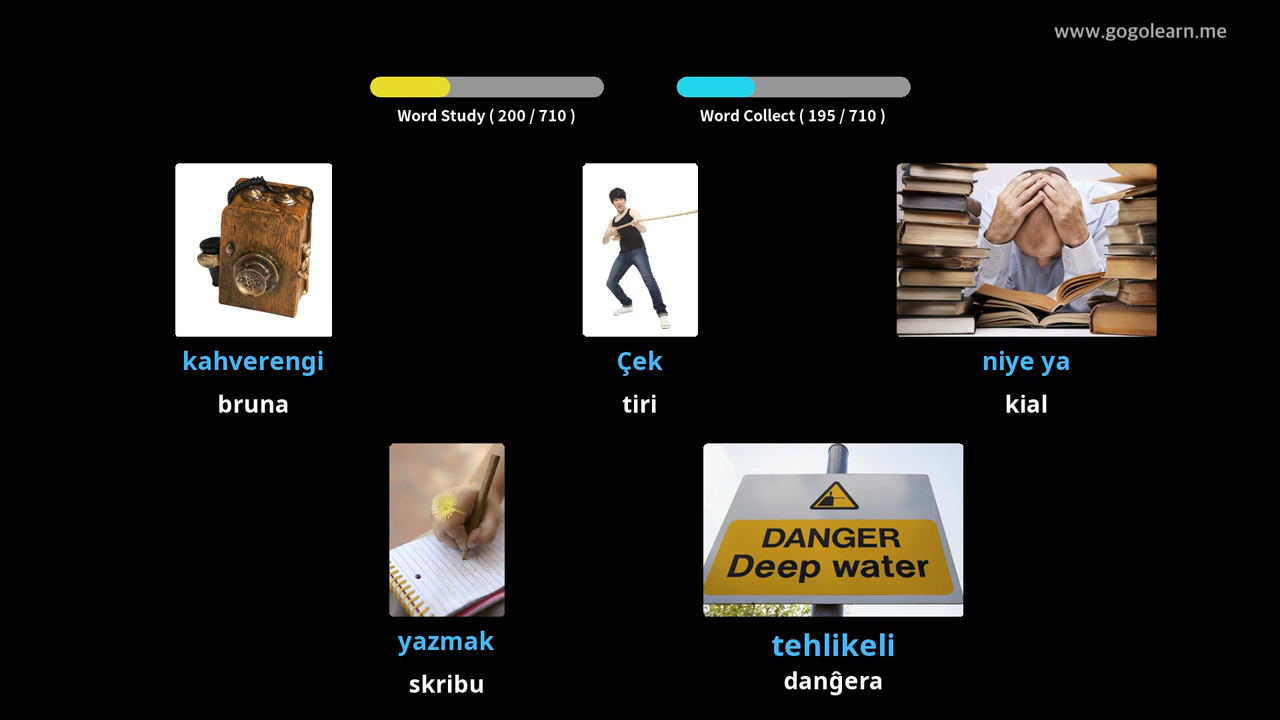 www.gogolearn.me
Word Study ( 200 / 710 )
Word Collect ( 195 / 710 )
kahverengi
bruna
Çek
tiri
niye ya
kial
yazmak
skribu
DANGER
Deep water
tehlikeli
danĝera